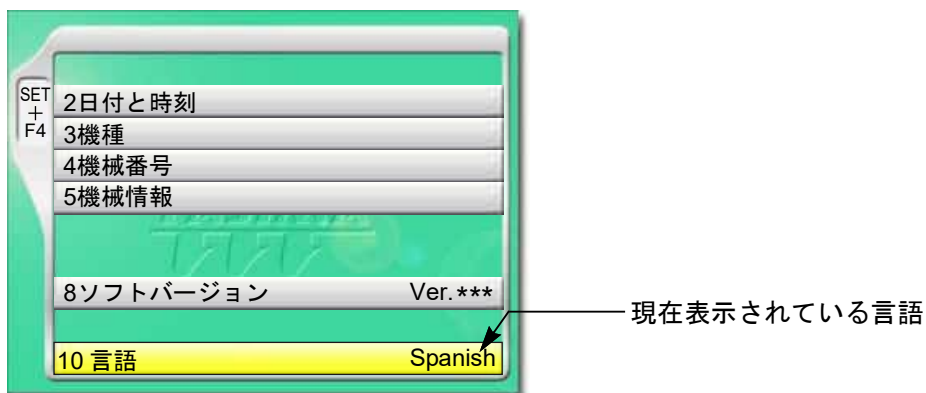 SET
+
F4
2日付と時刻
3機種
4機械番号
5機械情報
8ソフトバージョン Ver.***
10 言語 Spanish
現在表示されている言語